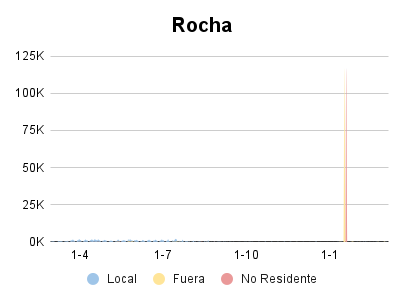 Rocha
125K
100K
75K
50K
25K
0K
1-4 1-7 1-10 1-1
Local Fuera No Residente